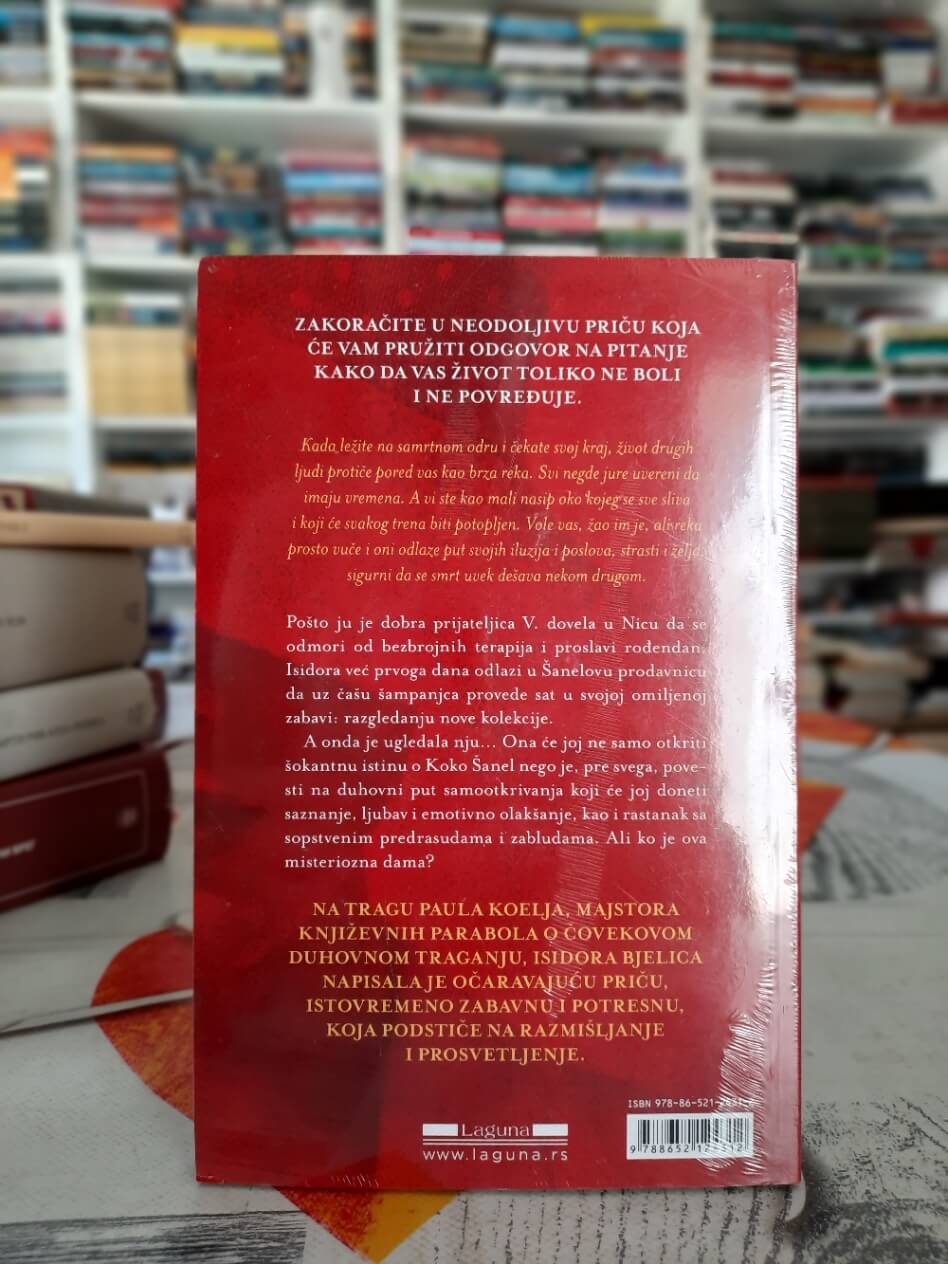 ZAKORAČITE U NEODOLJIVU PRIČU KOJA
ĆE VAM PRUŽITI ODGOVOR NA PITANJE
KAKO DA VAS ŽIVOT TOLIKO NE BOLI
I NE POVREĐUJE.
Kada ležite na samrtnom odru i čekate svoj kraj, život drugih
ljudi protiče pored vas kao brza reka. Svi negde jure uvereni da
imaju vremena. A vi ste kao mali nasip oko kojeg se sve sliva
i koji će svakog trena biti potopljen. Vole vas, žao im je, ali reka
prosto vuče i oni odlaze put svojih iluzija i poslova, strasti i želja,
sigurni da se smrt uvek dešava nekom drugom.
Pošto ju je dobra prijateljica V. dovela u Nicu da se
odmori od bezbrojnih terapija i proslavi rođendan,
Isidora već prvoga dana odlazi u Šanelovu prodavnicu
da uz čašu šampanjca provede sat u svojoj omiljenoj
zabavi: razgledanju nove kolekcije.
A onda je ugledala nju... Ona će joj ne samo otkriti
šokantnu istinu o Koko Šanel nego je, pre svega, pove-
sti na duhovni put samootkrivanja koji će joj doneti
saznanje, ljubav i emotivno olakšanje, kao i rastanak sa
sopstvenim predrasudama i zabludama. Ali ko je ova
misteriozna dama?
NA TRAGU PAULA KOELJA, MAJSTORA
KNJIŽEVNIH PARABOLA O ČOVEKOVOM
DUHOVNOM TRAGANJU, ISIDORA BJELICA
NAPISALA JE OČARAVAJUĆU PRIČU,
ISTOVREMENO ZABAVNU I POTRESNU,
KOJA PODSTIČE NA RAZMIŠLJANJE
I PROSVETLJENJE.
ISBN 978-86-521-
Laguna
www.laguna.rs